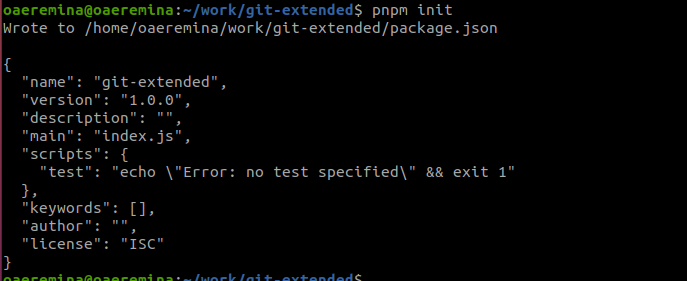 oaeremina@oaeremina:~/work/git-extended$ pnpm init
Wrote to /home/oaeremina/work/git-extended/package.json
{
  "name": "git-extended",
  "version": "1.0.0",
  "description": "",
  "main": "index.js",
  "scripts": {
    "test": "echo \"Error: no test specified\" && exit 1"
  },
  "keywords": [],
  "author": "",
  "license": "ISC"
}
oaeremina@oaeremina:~/work/git-extended$